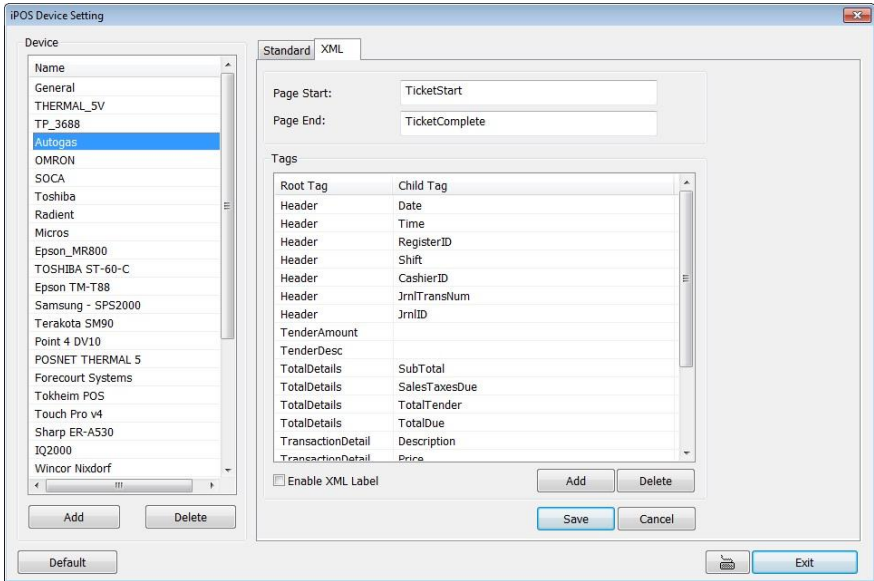 iPOS Device Setting
Device
Name
General
THERMAL_5V
TP_3688
Autogas
OMRON
SOCA
Toshiba
Radient
Micros
Epson_MR800
TOSHIBA ST-60-C
Epson TM-T88
Samsung - SPS2000
Terakota SM90
Point 4 DV10
POSNET THERMAL 5
Forecourt Systems
Tokheim POS
Touch Pro v4
Sharp ER-A530
IQ2000
Wincor Nixdorf
Add Delete
Default
Standard XML
Page Start: TicketStart
Page End: TicketComplete
Tags
Root Tag Child Tag
Header Date
Header Time
Header RegisterID
Header Shift
Header CashierID
Header JrnlTransNum
Header JrnlID
TenderAmount
TenderDesc
TotalDetails SubTotal
TotalDetails SalesTaxesDue
TotalDetails TotalTender
TotalDetails TotalDue
TransactionDetail Description
TransactionDetail Price
Enable XML Label Add Delete
Save Cancel
Exit